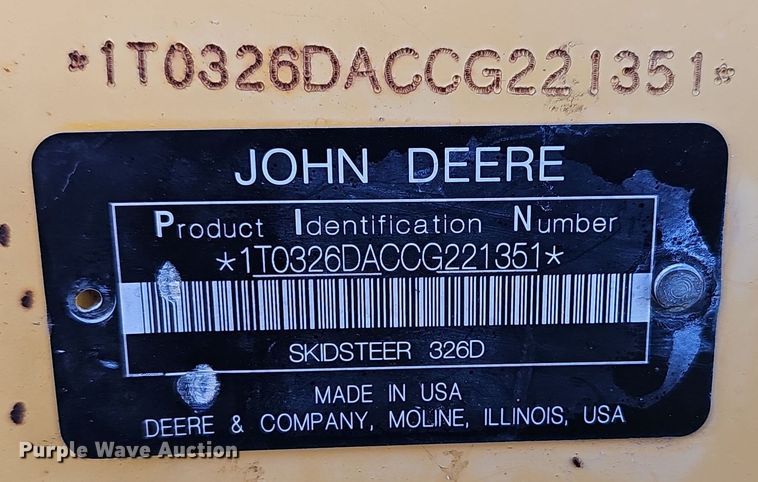 *1T0326DACCG221351*
JOHN DEERE
Product Identification Number
*1T0326DACCG221351*
SKIDSTEER 326D
MADE IN USA
DEERE & COMPANY, MOLINE, ILLINOIS, USA
Purple Wave Auction